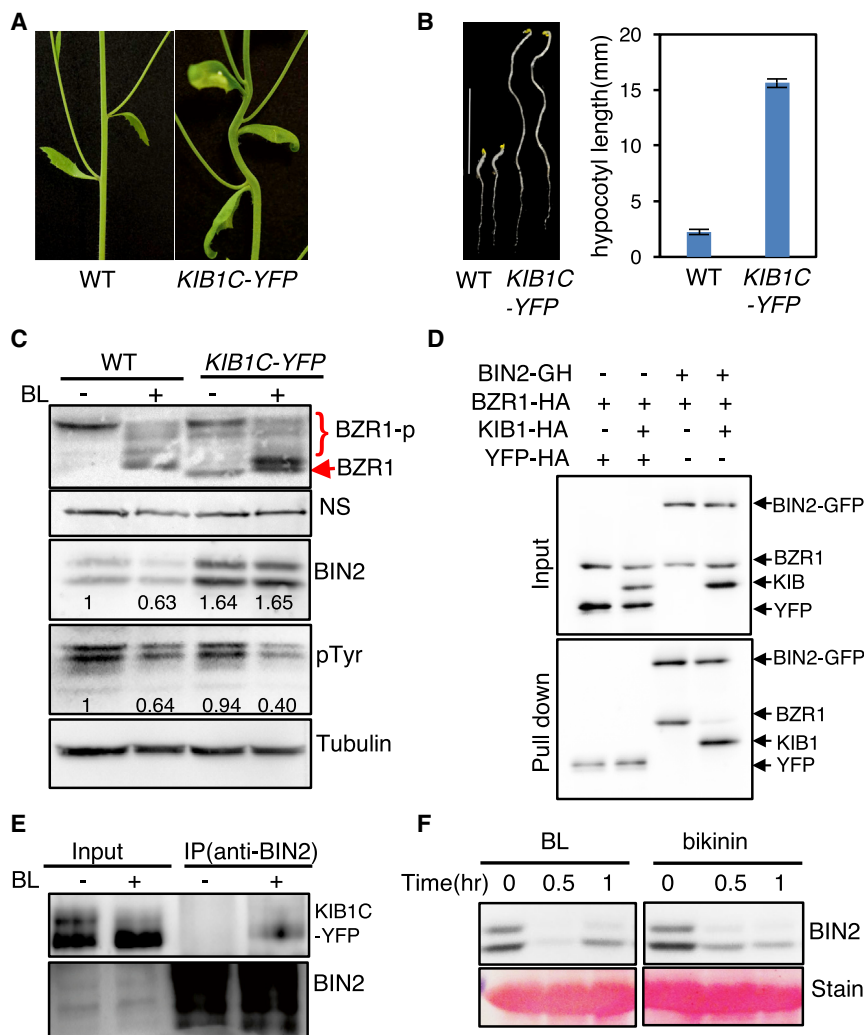 A
WT
KIB1C-YFP
B
WT
KIB1C
-YFP
hypocotyl length(mm)
20
15
10
5
0
WT
KIB1C
-YFP
C
WT
KIB1C-YFP
BL
- + - +
BZR1-p
BZR1
NS
BIN2
1 0.63 1.64 1.65
pTyr
1 0.64 0.94 0.40
Tubulin
D
BIN2-GH - - + +
BZR1-HA + + + +
KIB1-HA - + - +
YFP-HA + + - -
Input
BIN2-GFP
BZR1
KIB
YFP
Pull down
BIN2-GFP
BZR1
KIB1
YFP
E
Input
IP(anti-BIN2)
BL - + - +
KIB1C
-YFP
BIN2
F
BL
bikinin
Time(hr) 0 0.5 1 0 0.5 1
BIN2
Stain